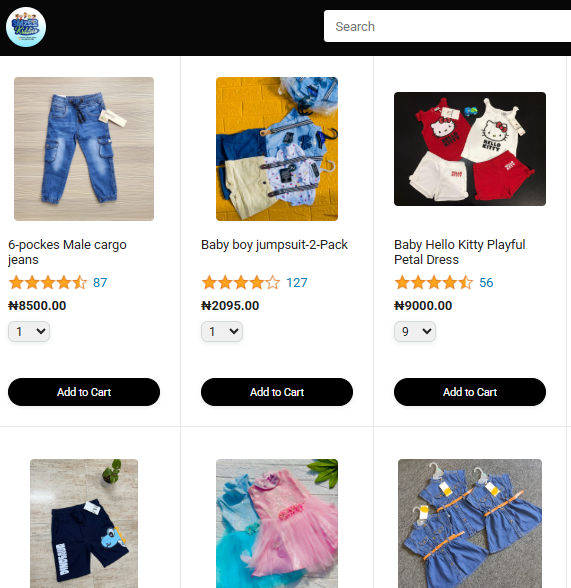 Search
6-pockes Male cargo
jeans
87
₦8500.00
1
Add to Cart
Baby boy jumpsuit-2-Pack
127
₦2095.00
1
Add to Cart
Baby Hello Kitty Playful
Petal Dress
56
₦9000.00
9
Add to Cart
HELLO
KITTY